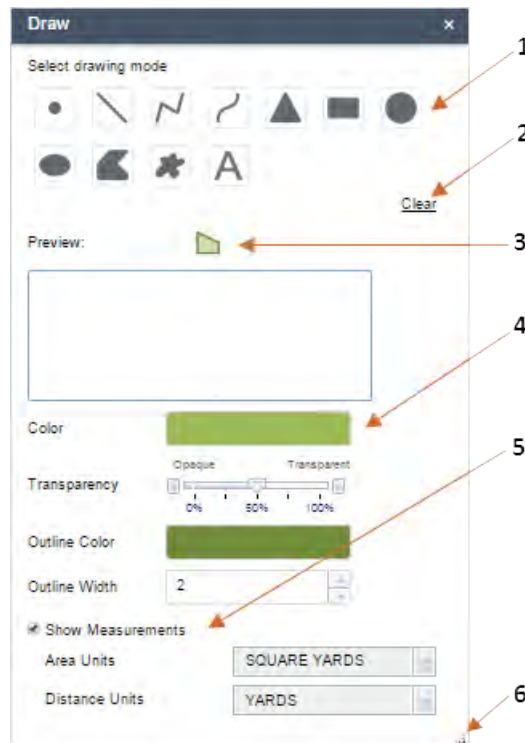 Draw ×
1
Select drawing mode
A
2
Clear
Preview:
3
4
Color
5
Opaque Transparent
Transparency
0% 50% 100%
Outline Color
Outline Width 2
Show Measurements
Area Units SQUARE YARDS
Distance Units YARDS
6